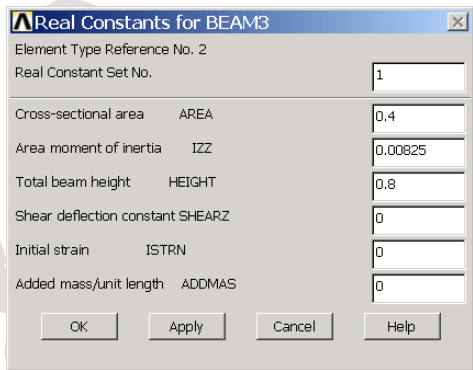 Real Constants for BEAM3
Element Type Reference No. 2
Real Constant Set No. 1
Cross-sectional area AREA 0.4
Area moment of inertia IZZ 0.00825
Total beam height HEIGHT 0.8
Shear deflection constant SHEARZ 0
Initial strain ISTRN 0
Added mass/unit length ADDMAS 0
OK Apply Cancel Help